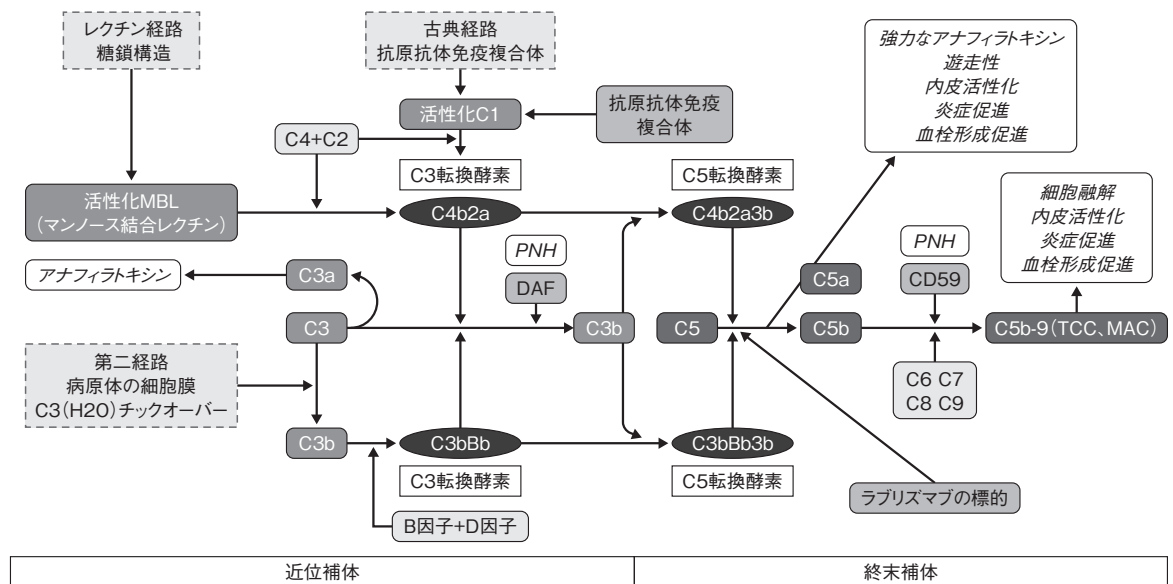 レクチン経路
糖鎖構造
古典経路
抗原抗体免疫複合体
強力なアナフィラトキシン
遊走性
内皮活性化
炎症促進
血栓形成促進
活性化C1
抗原抗体免疫
複合体
C4+C2
C3転換酵素
C5転換酵素
活性化MBL
(マンノース結合レクチン)
C4b2a
C4b2a3b
細胞融解
内皮活性化
炎症促進
血栓形成促進
PNH
PNH
アナフィラトキシン
C3a
DAF
C5a
CD59
C3
C3b
C5
C5b
C5b-9(TCC、MAC)
第二経路
病原体の細胞膜
C3(H2O)チックオーバー
C6 C7
C8 C9
C3b
C3bBb
C3bBb3b
C3転換酵素
C5転換酵素
ラブリズマブの標的
B因子+D因子
近位補体
終末補体